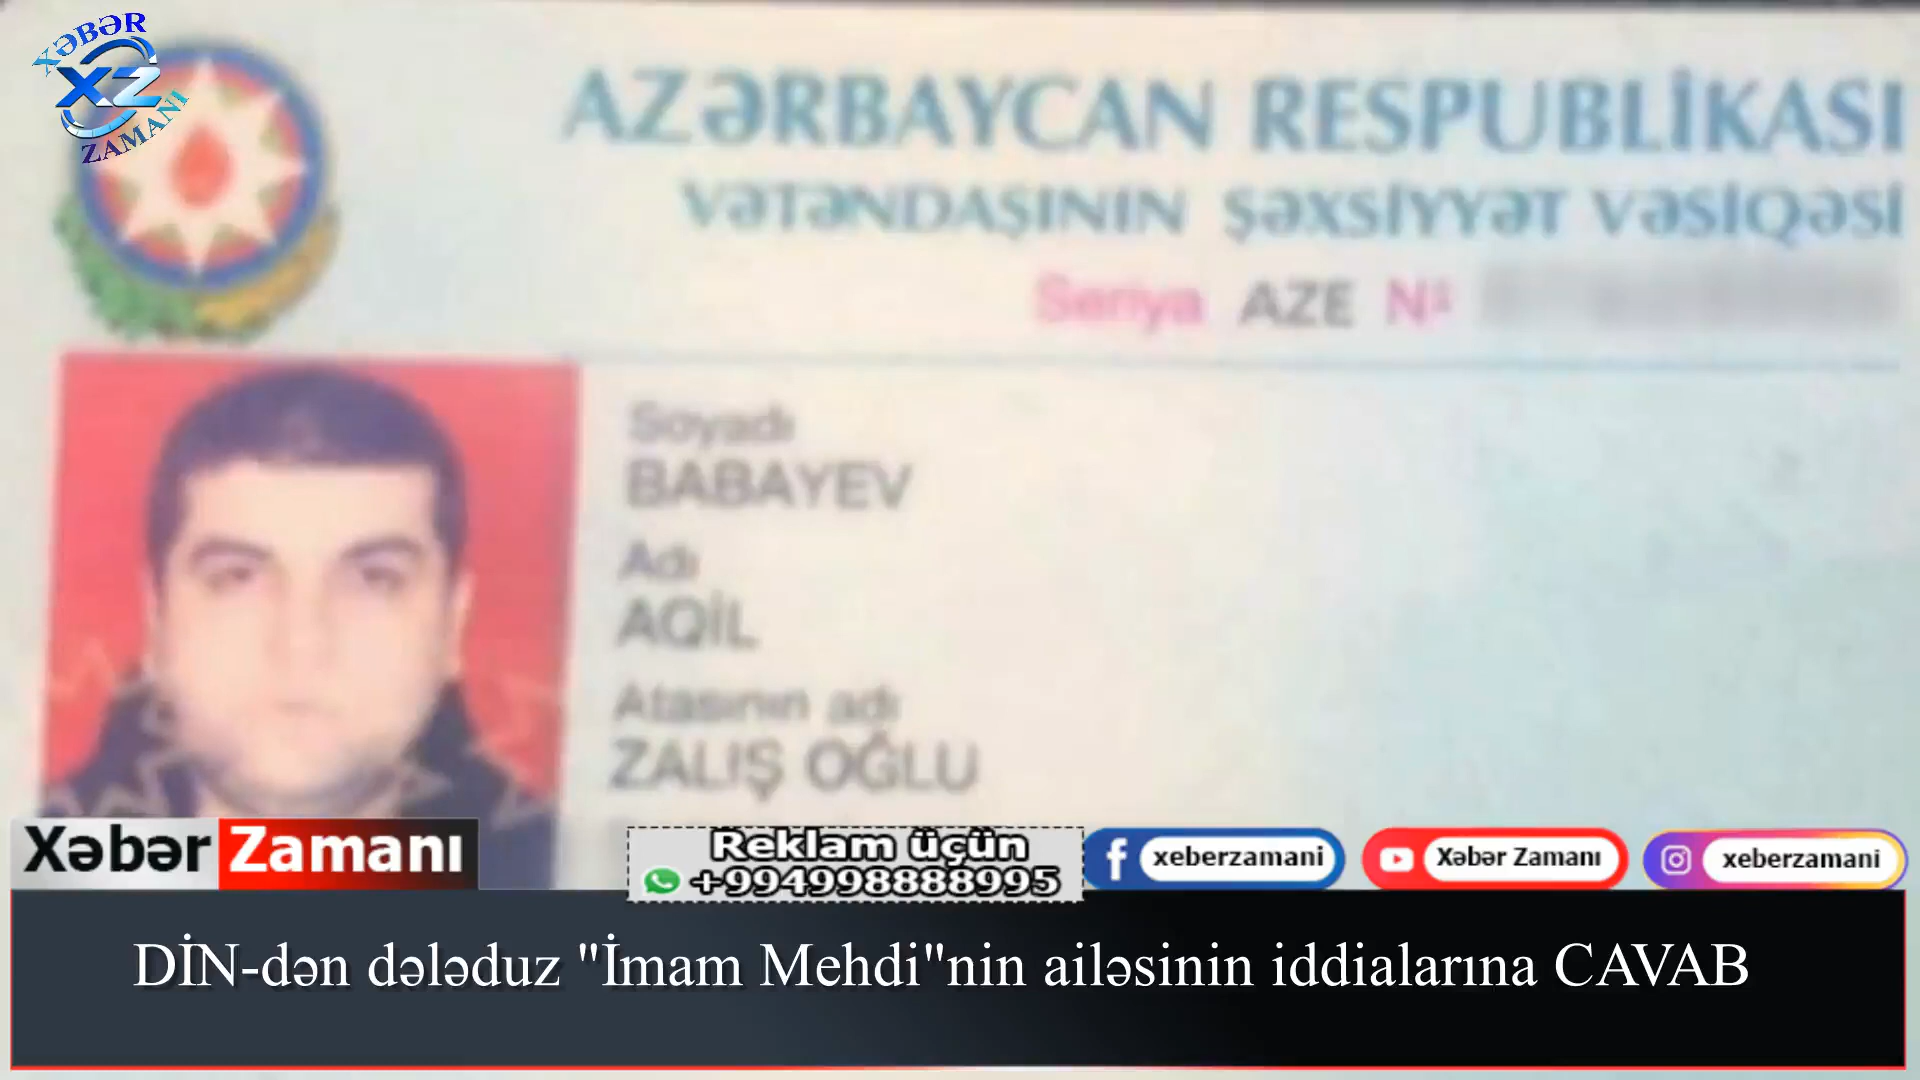 XƏBƏR
XZ
ZAMANI
AZƏRBAYCAN RESPUBLİKASI
VƏTƏNDAŞININ ŞƏXSİYYƏT VƏSİQƏSİ
Seriya AZE №
Soyadı
BABAYEV
Adı
AQİL
Atasının adı
ZALIŞ OĞLU
Xəbər Zamanı
Reklam üçün
+994998888995
xeberzamani
Xəbər Zamanı
xeberzamani
DİN-dən dələduz "İmam Mehdi"nin ailəsinin iddialarına CAVAB